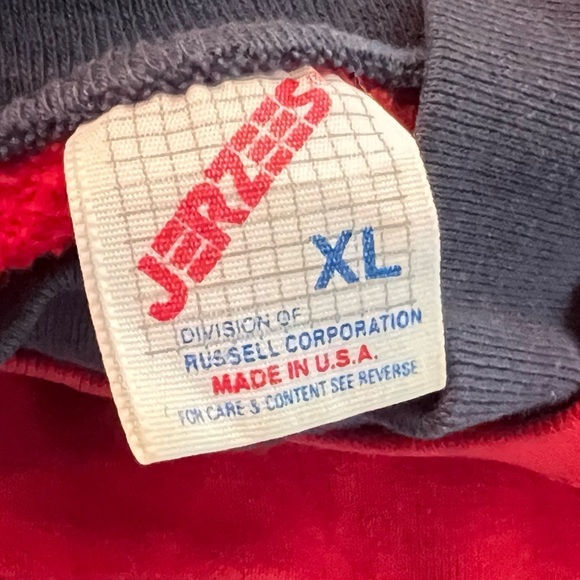 JERZEES
XL
DIVISION OF
RUSSELL CORPORATION
MADE IN U.S.A.
FOR CARE & CONTENT SEE REVERSE